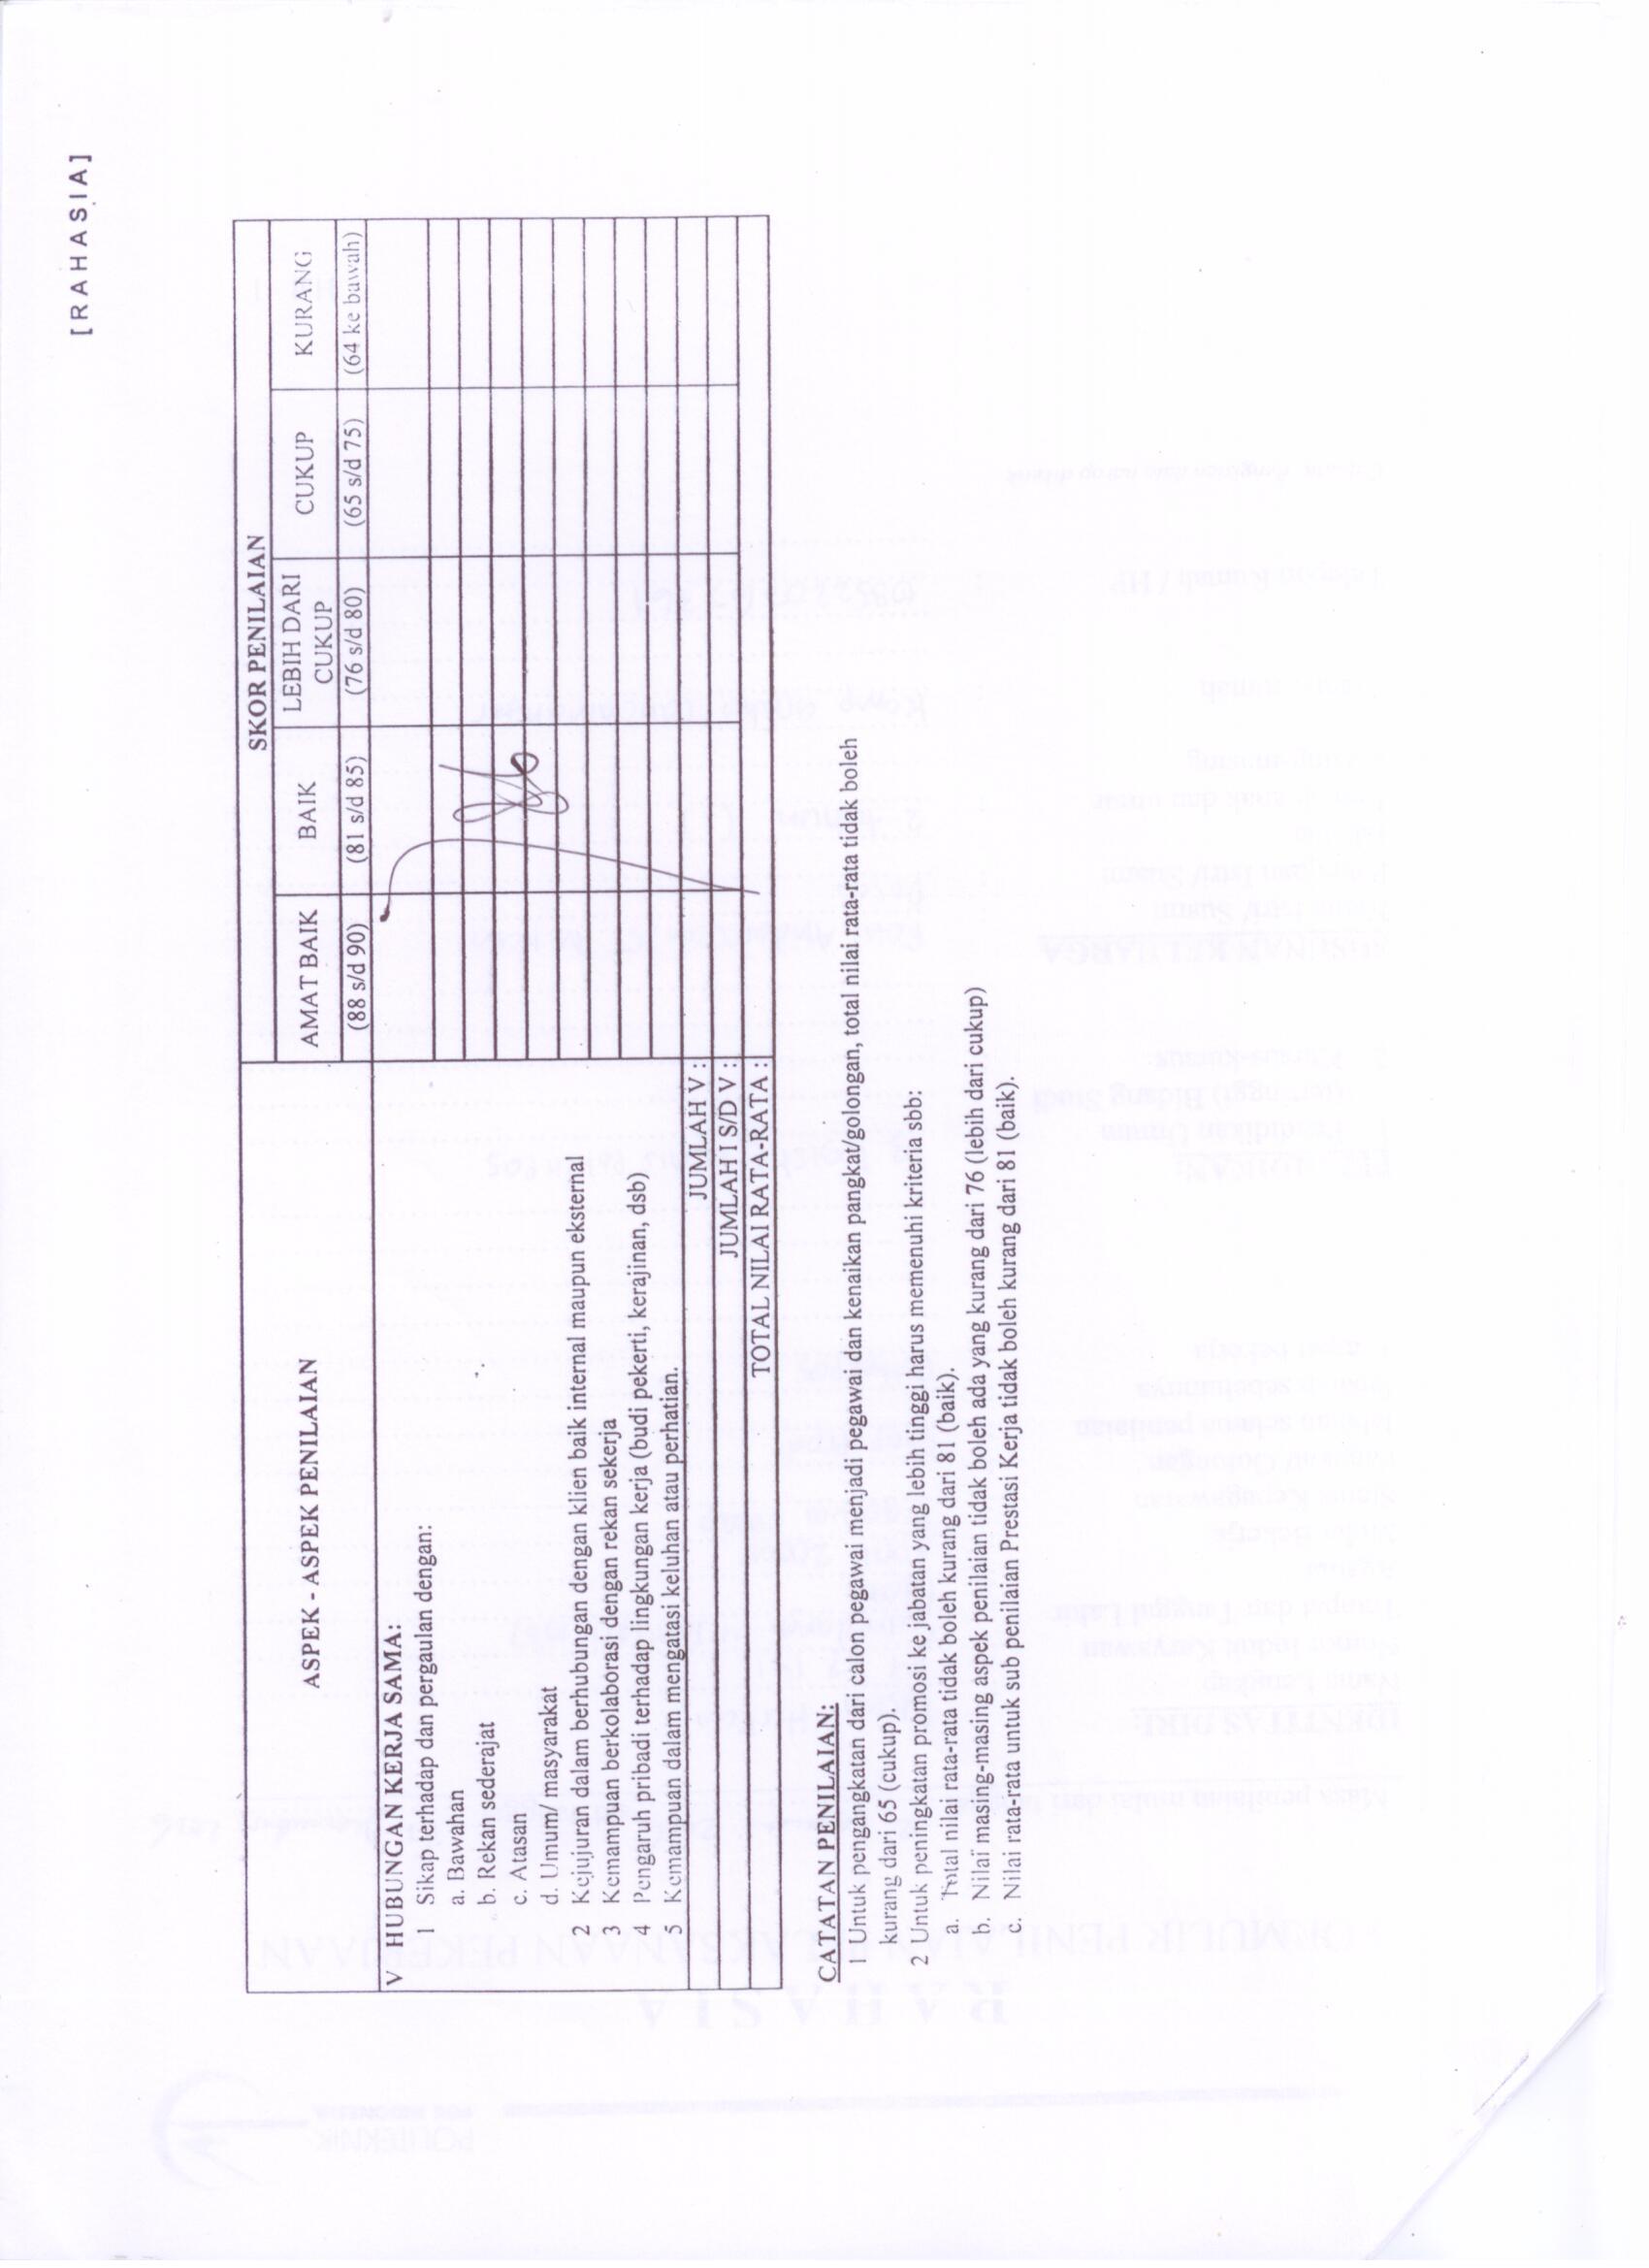 [RAHASIA]
ASPEK - ASPEK PENILAIAN
SKOR PENILAIAN
AMAT BAIK BAIK LEBIH DARI CUKUP CUKUP KURANG
(88 s/d 90) (81 s/d 85) (76 s/d 80) (65 s/d 75) (64 ke bawah)
V HUBUNGAN KERJA SAMA:
1 Sikap terhadap dan pergaulan dengan:
a. Bawahan
b. Rekan sederajat
c. Atasan
d. Umum/ masyarakat
86
2 Kejujuran dalam berhubungan dengan klien baik internal maupun eksternal
3 Kemampuan berkolaborasi dengan rekan sekerja
4 Pengaruh pribadi terhadap lingkungan kerja (budi pekerti, kerajinan, dsb)
5 Kemampuan dalam mengatasi keluhan atau perhatian.
JUMLAH V :
JUMLAH I S/D V :
TOTAL NILAI RATA-RATA :
CATATAN PENILAIAN:
1 Untuk pengangkatan dari calon pegawai menjadi pegawai dan kenaikan pangkat/golongan, total nilai rata-rata tidak boleh
kurang dari 65 (cukup).
2 Untuk peningkatan promosi ke jabatan yang lebih tinggi harus memenuhi kriteria sbb:
a. Total nilai rata-rata tidak boleh kurang dari 81 (baik).
b. Nilai masing-masing aspek penilaian tidak boleh ada yang kurang dari 76 (lebih dari cukup)
c. Nilai rata-rata untuk sub penilaian Prestasi Kerja tidak boleh kurang dari 81 (baik).